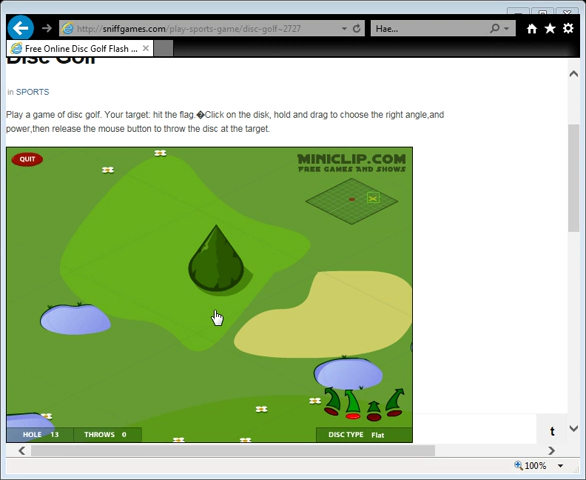 http://sniffgames.com/play-sports-game/disc-golf~2727
Hae...
Free Online Disc Golf Flash ...
Disc Golf
in SPORTS
Play a game of disc golf. Your target: hit the flag.�Click on the disk, hold and drag to choose the right angle,and
power,then release the mouse button to throw the disc at the target.
QUIT
MINICLIP.COM
FREE GAMES AND SHOWS
HOLE 13 THROWS 0
DISC TYPE Flat
t
100%